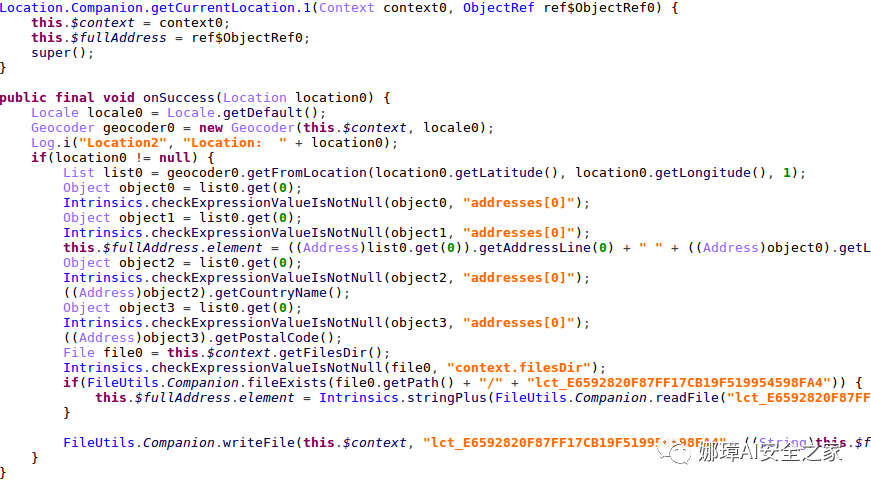 Location.Companion.getCurrentLocation.1(Context context0, ObjectRef ref$ObjectRef0) {
    this.$context = context0;
    this.$fullAddress = ref$ObjectRef0;
    super();
}

public final void onSuccess(Location location0) {
    Locale locale0 = Locale.getDefault();
    Geocoder geocoder0 = new Geocoder(this.$context, locale0);
    Log.i("Location2", "Location:  " + location0);
    if(location0 != null) {
        List list0 = geocoder0.getFromLocation(location0.getLatitude(), location0.getLongitude(), 1);
        Object object0 = list0.get(0);
        Intrinsics.checkExpressionValueIsNotNull(object0, "addresses[0]");
        Object object1 = list0.get(0);
        Intrinsics.checkExpressionValueIsNotNull(object1, "addresses[0]");
        this.$fullAddress.element = ((Address)list0.get(0)).getAddressLine(0) + " " + ((Address)object0).getL
        Object object2 = list0.get(0);
        Intrinsics.checkExpressionValueIsNotNull(object2, "addresses[0]");
        ((Address)object2).getCountryName();
        Object object3 = list0.get(0);
        Intrinsics.checkExpressionValueIsNotNull(object3, "addresses[0]");
        ((Address)object3).getPostalCode();
        File file0 = this.$context.getFilesDir();
        Intrinsics.checkExpressionValueIsNotNull(file0, "context.filesDir");
        if(FileUtils.Companion.fileExists(file0.getPath() + "/" + "lct_E6592820F87FF17CB19F519954598FA4")) {
            this.$fullAddress.element = Intrinsics.stringPlus(FileUtils.Companion.readFile("lct_E6592820F87FF
        }

        FileUtils.Companion.writeFile(this.$context, ((String)this.$f
    }
}
娜璋AI安全之家